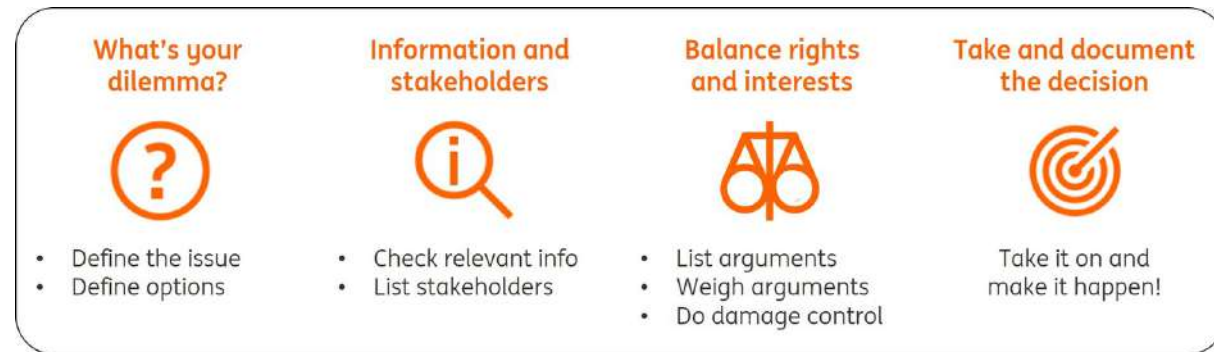 What's your
dilemma?
?
• Define the issue
• Define options
Information and
stakeholders
i
• Check relevant info
• List stakeholders
Balance rights
and interests
• List arguments
• Weigh arguments
• Do damage control
Take and document
the decision
Take it on and
make it happen!